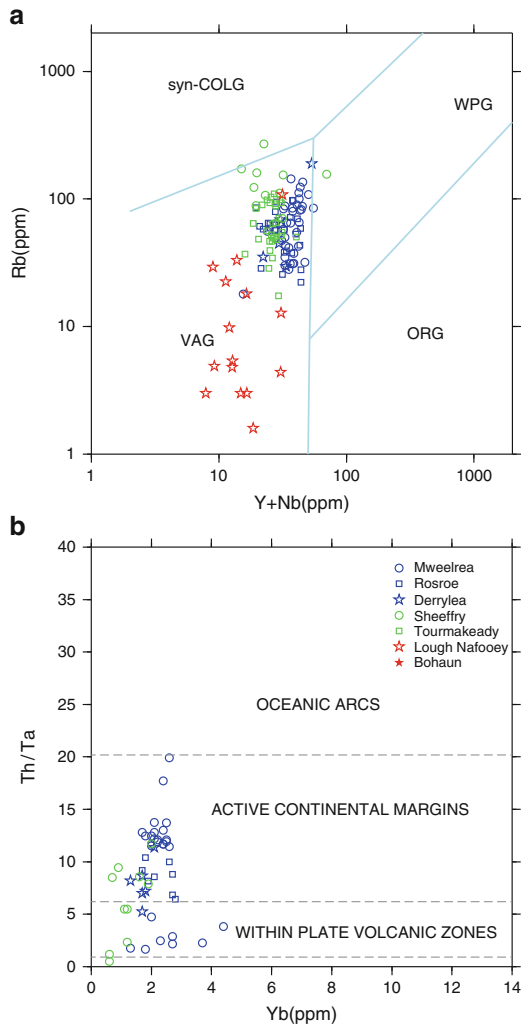 a
1000
100
10
1
Rb(ppm)
syn-COLG
WPG
VAG
ORG
1 10 100 1000
Y+Nb(ppm)
b
40
35
30
25
20
15
10
5
0
Th/Ta
Mweelrea
Rosroe
Derrylea
Sheeffry
Tourmakeady
Lough Nafooey
Bohaun
OCEANIC ARCS
ACTIVE CONTINENTAL MARGINS
WITHIN PLATE VOLCANIC ZONES
0 2 4 6 8 10 12 14
Yb(ppm)